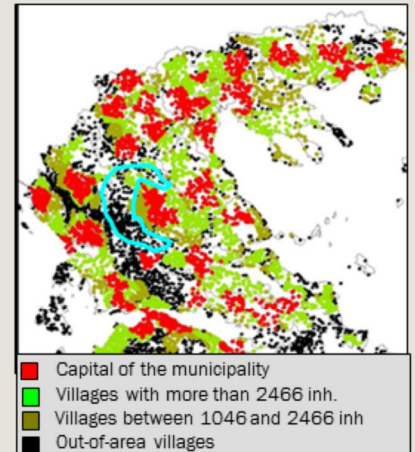 Capital of the municipality
Villages with more than 2466 inh.
Villages between 1046 and 2466 inh
Out-of-area villages